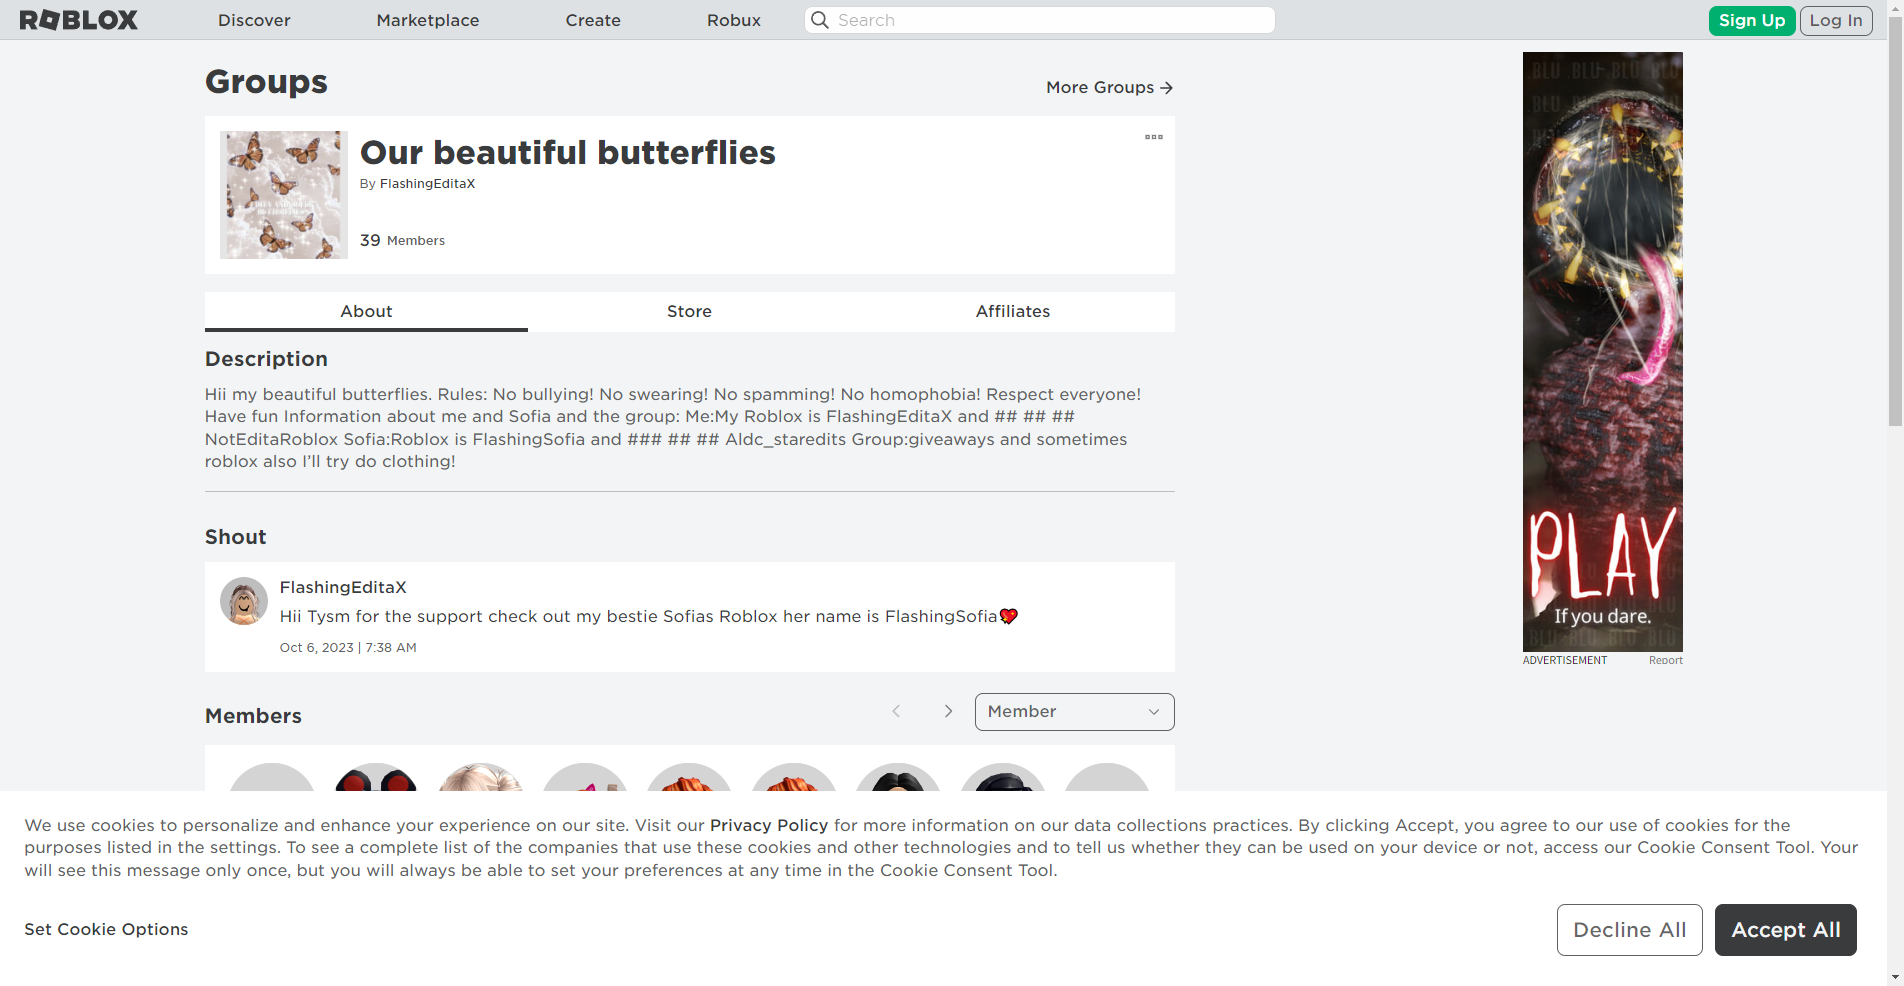 ROBLOX Discover Marketplace Create Robux Search Sign Up Log In
Groups
More Groups →
Our beautiful butterflies
By FlashingEditaX
39 Members
About Store Affiliates
Description
Hii my beautiful butterflies. Rules: No bullying! No swearing! No spamming! No homophobia! Respect everyone!
Have fun Information about me and Sofia and the group: Me:My Roblox is FlashingEditaX and ## ## ##
NotEditaRoblox Sofia:Roblox is FlashingSofia and ### ## ## Aldc_staredits Group:giveaways and sometimes
roblox also I'll try do clothing!
Shout
FlashingEditaX
Hii Tysm for the support check out my bestie Sofias Roblox her name is FlashingSofia💘
Oct 6, 2023 | 7:38 AM
Members
Member
BLU BLU BLU BLU
PLAY
If you dare.
BLU BLU BLU BLU
ADVERTISEMENT Report
We use cookies to personalize and enhance your experience on our site. Visit our Privacy Policy for more information on our data collections practices. By clicking Accept, you agree to our use of cookies for the
purposes listed in the settings. To see a complete list of the companies that use these cookies and other technologies and to tell us whether they can be used on your device or not, access our Cookie Consent Tool. Your
will see this message only once, but you will always be able to set your preferences at any time in the Cookie Consent Tool.
Set Cookie Options
Decline All
Accept All